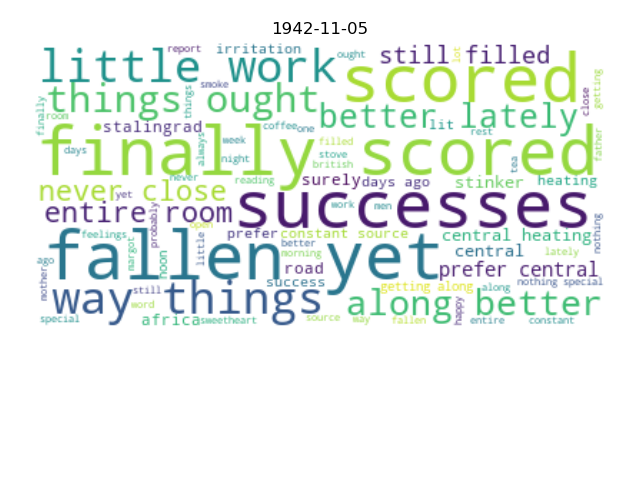 1942-11-05
report irritation ought still filled lot
little work scored
finally things smoke getting close
things ought better lately
room stalingrad coffee one lit rest father
days always week filled
finally scored
night stove british tea
never reading surely days ago stinker heating
never close yet
entire room successes
probably prefer work men nothing
feelings margot open constant source central heating
little better central lately
fallen yet
ago noon morning
mother road prefer central
still success nothing special
way things getting along along
word happy
special africa sweetheart source way fallen along better entire constant